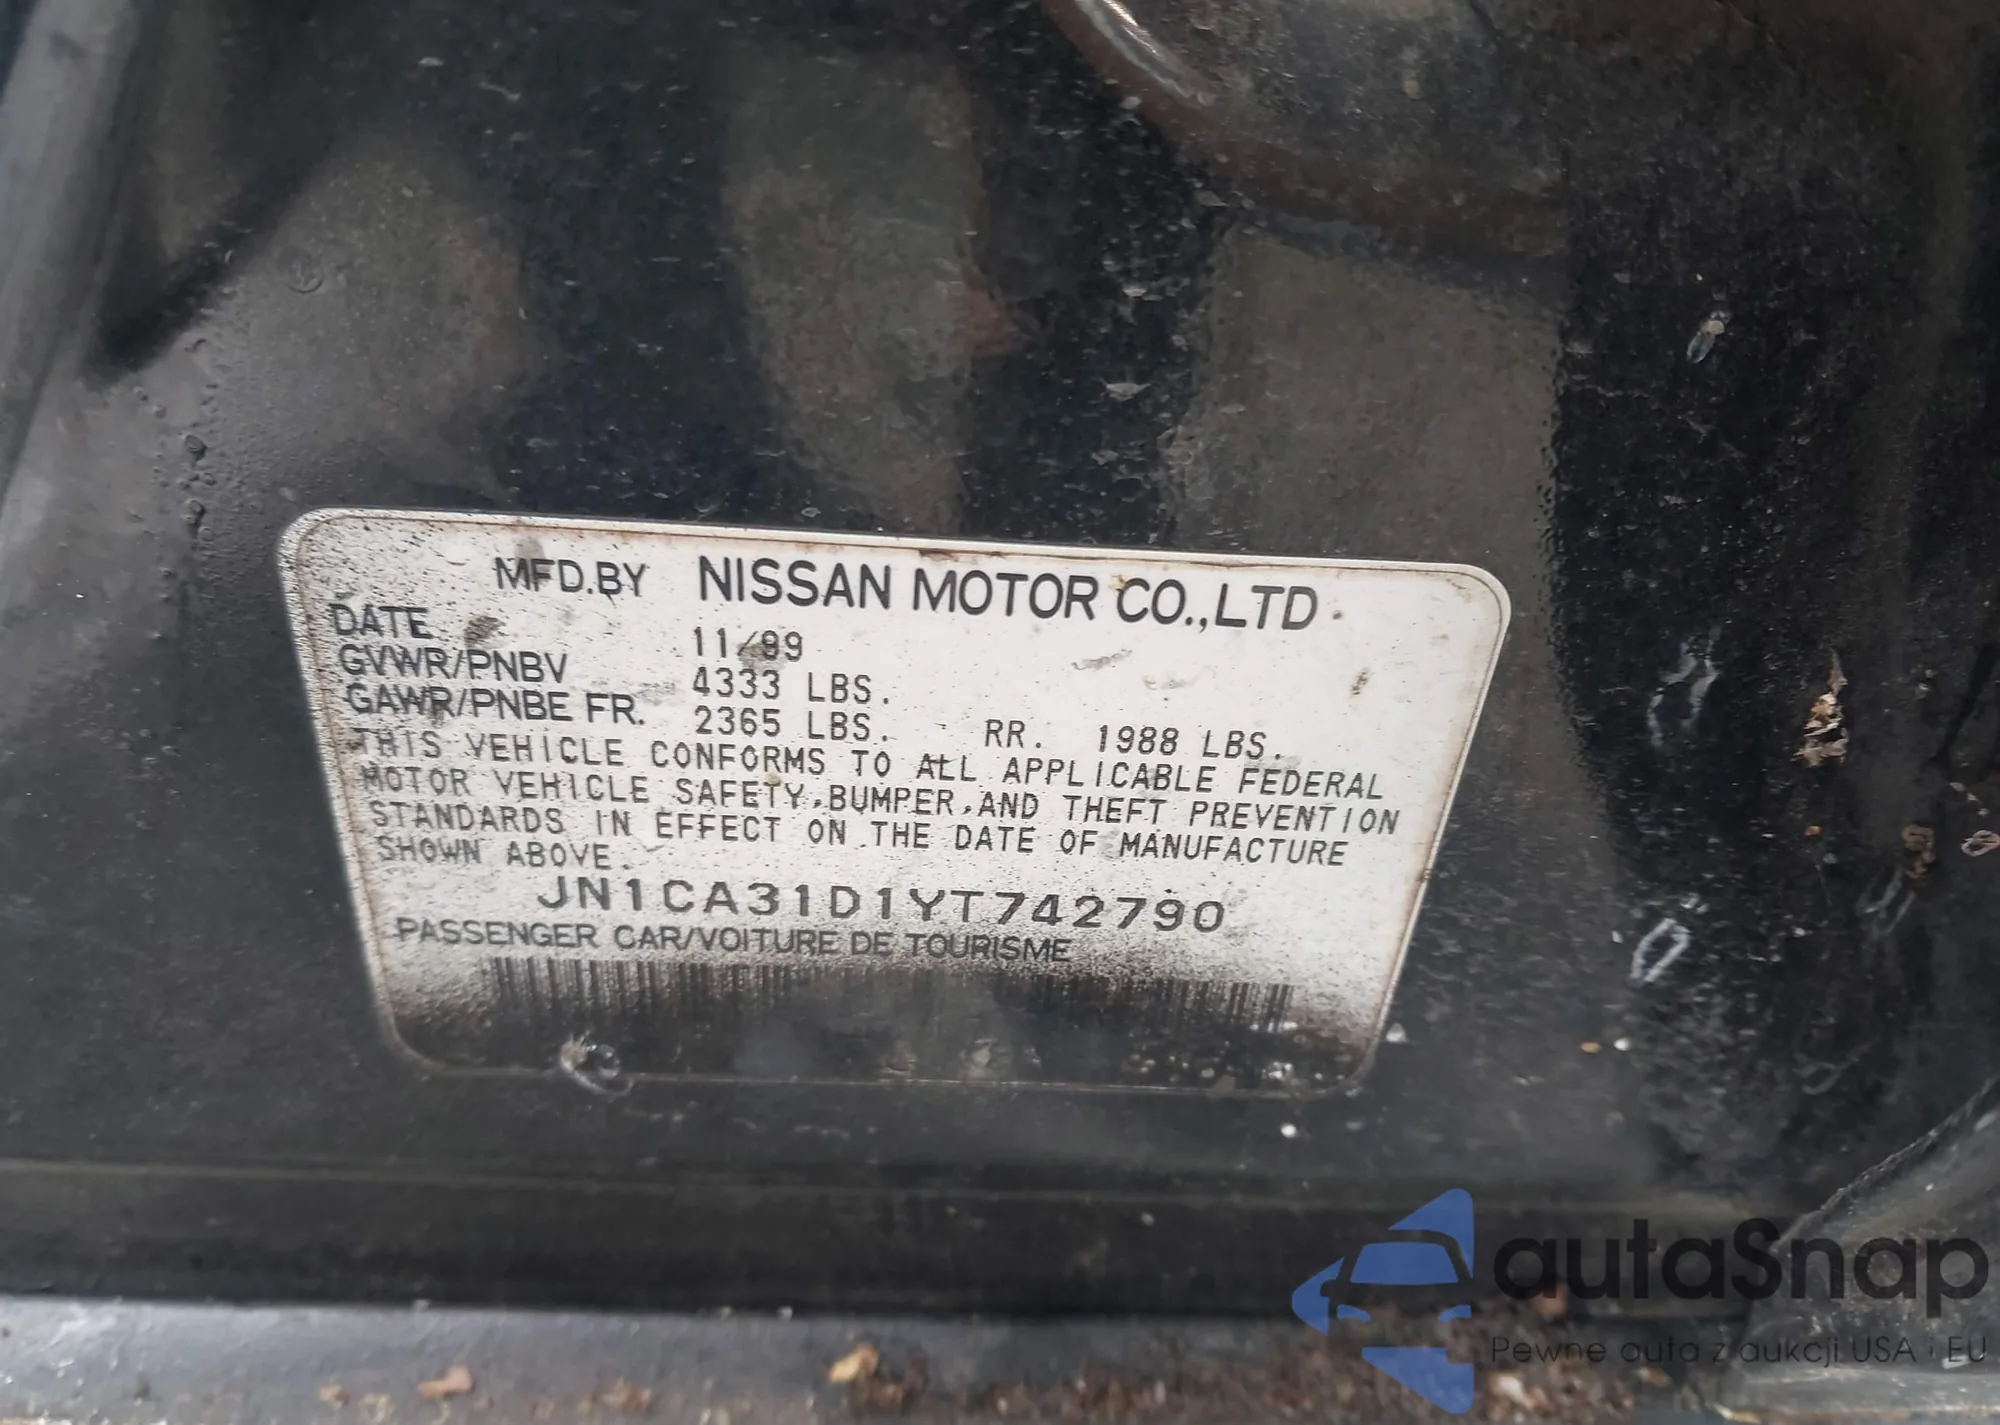 MFD.BY NISSAN MOTOR CO.,LTD.
DATE 11/99
GVWR/PNBV 4333 LBS.
GAWR/PNBE FR. 2365 LBS. RR. 1988 LBS.
THIS VEHICLE CONFORMS TO ALL APPLICABLE FEDERAL
MOTOR VEHICLE SAFETY,BUMPER,AND THEFT PREVENTION
STANDARDS IN EFFECT ON THE DATE OF MANUFACTURE
SHOWN ABOVE.
JN1CA31D1YT742790
PASSENGER CAR/VOITURE DE TOURISME
autaSnap
Pewne auta z aukcji USA i EU